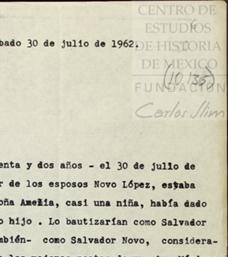 CENTRO DE
ESTUDIOS
DE HISTORIA
DE MEXICO
bado 30 de julio de 1962.
(10/35)
FUNDACIÓN
Carlos Slim
enta y dos años - el 30 de julio de
r de los esposos Novo López, estaba
oña Amelia, casi una niña, había dado
o hijo . Lo bautizarían como Salvador
mbién- como Salvador Novo, considera-